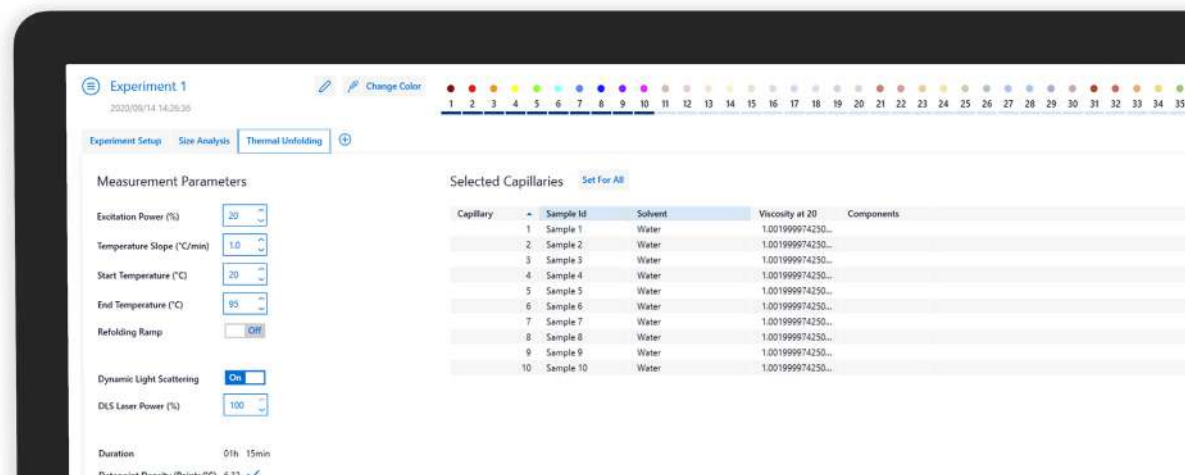 Experiment 1
Change Color
2020/09/14 14:26:36
1 2 3 4 5 6 7 8 9 10 11 12 13 14 15 16 17 18 19 20 21 22 23 24 25 26 27 28 29 30 31 32 33 34 35
Experiment Setup Size Analysis Thermal Unfolding
Measurement Parameters
Selected Capillaries Set For All
Capillary Sample Id Solvent Viscosity at 20 Components
Excitation Power (%) 20
1 Sample 1 Water 1.001999974250...
2 Sample 2 Water 1.001999974250...
Temperature Slope (°C/min) 1.0
3 Sample 3 Water 1.001999974250...
4 Sample 4 Water 1.001999974250...
Start Temperature (°C) 20
5 Sample 5 Water 1.001999974250...
6 Sample 6 Water 1.001999974250...
End Temperature (°C) 95
7 Sample 7 Water 1.001999974250...
Refolding Ramp Off
8 Sample 8 Water 1.001999974250...
9 Sample 9 Water 1.001999974250...
10 Sample 10 Water 1.001999974250...
Dynamic Light Scattering On
DLS Laser Power (%) 100
Duration 01h 15min
Datapoint Density (Points/°C)